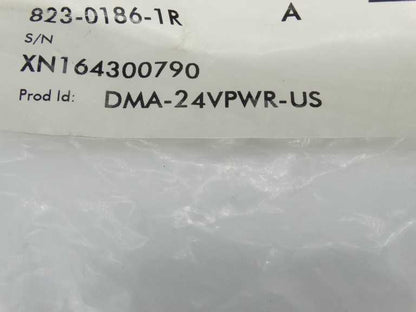 823-0186-1R A
S/N
XN164300790
Prod Id: DMA-24VPWR-US